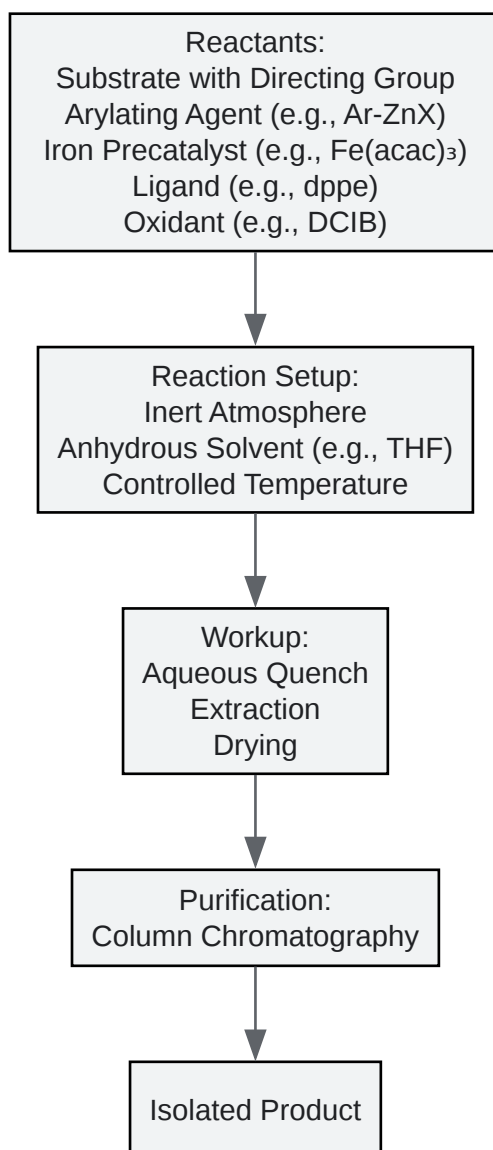 Reactants:
Substrate with Directing Group
Arylating Agent (e.g., Ar-ZnX)
Iron Precatalyst (e.g., Fe(acac)₃)
Ligand (e.g., dppe)
Oxidant (e.g., DCIB)
Reaction Setup:
Inert Atmosphere
Anhydrous Solvent (e.g., THF)
Controlled Temperature
Workup:
Aqueous Quench
Extraction
Drying
Purification:
Column Chromatography
Isolated Product